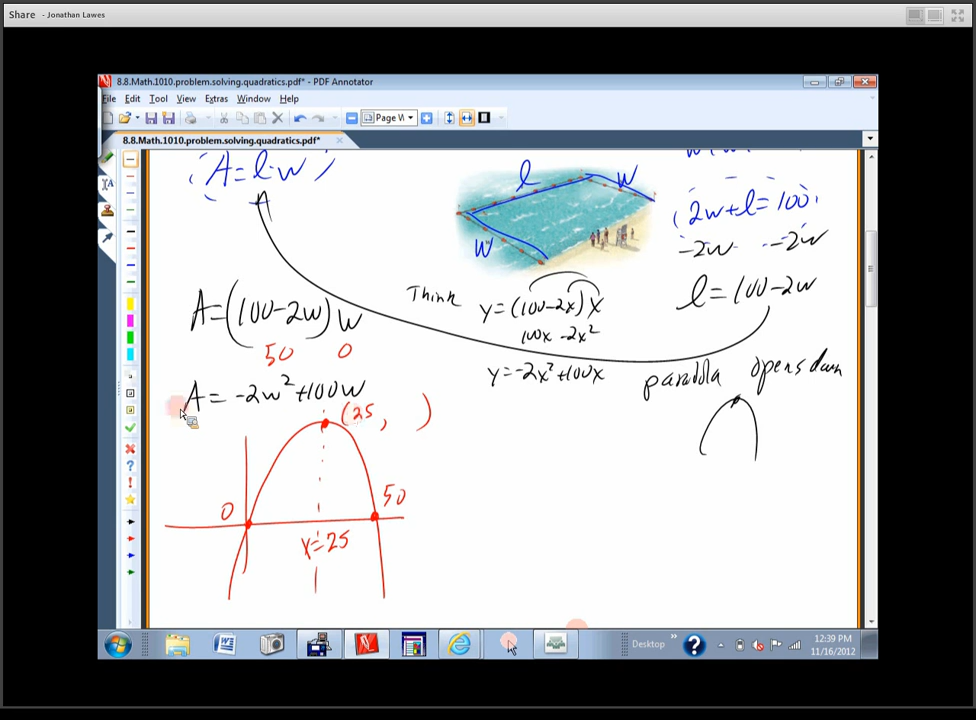 Share - Jonathan Lawes
8.8.Math.1010.problem.solving.quadratics.pdf* - PDF Annotator
File Edit Tool View Extras Window Help
Page W
8.8.Math.1010.problem.solving.quadratics.pdf*
A=l·w
l
w
w
2w+l=100
-2w -2w
l=100-2w
Think
y=(100-2x)x
100x-2x²
y=-2x²+100x
A=(100-2w)w
50 0
A=-2w²+100w
parabola opens down
(25, )
0
50
x=25
Desktop
12:39 PM
11/16/2012